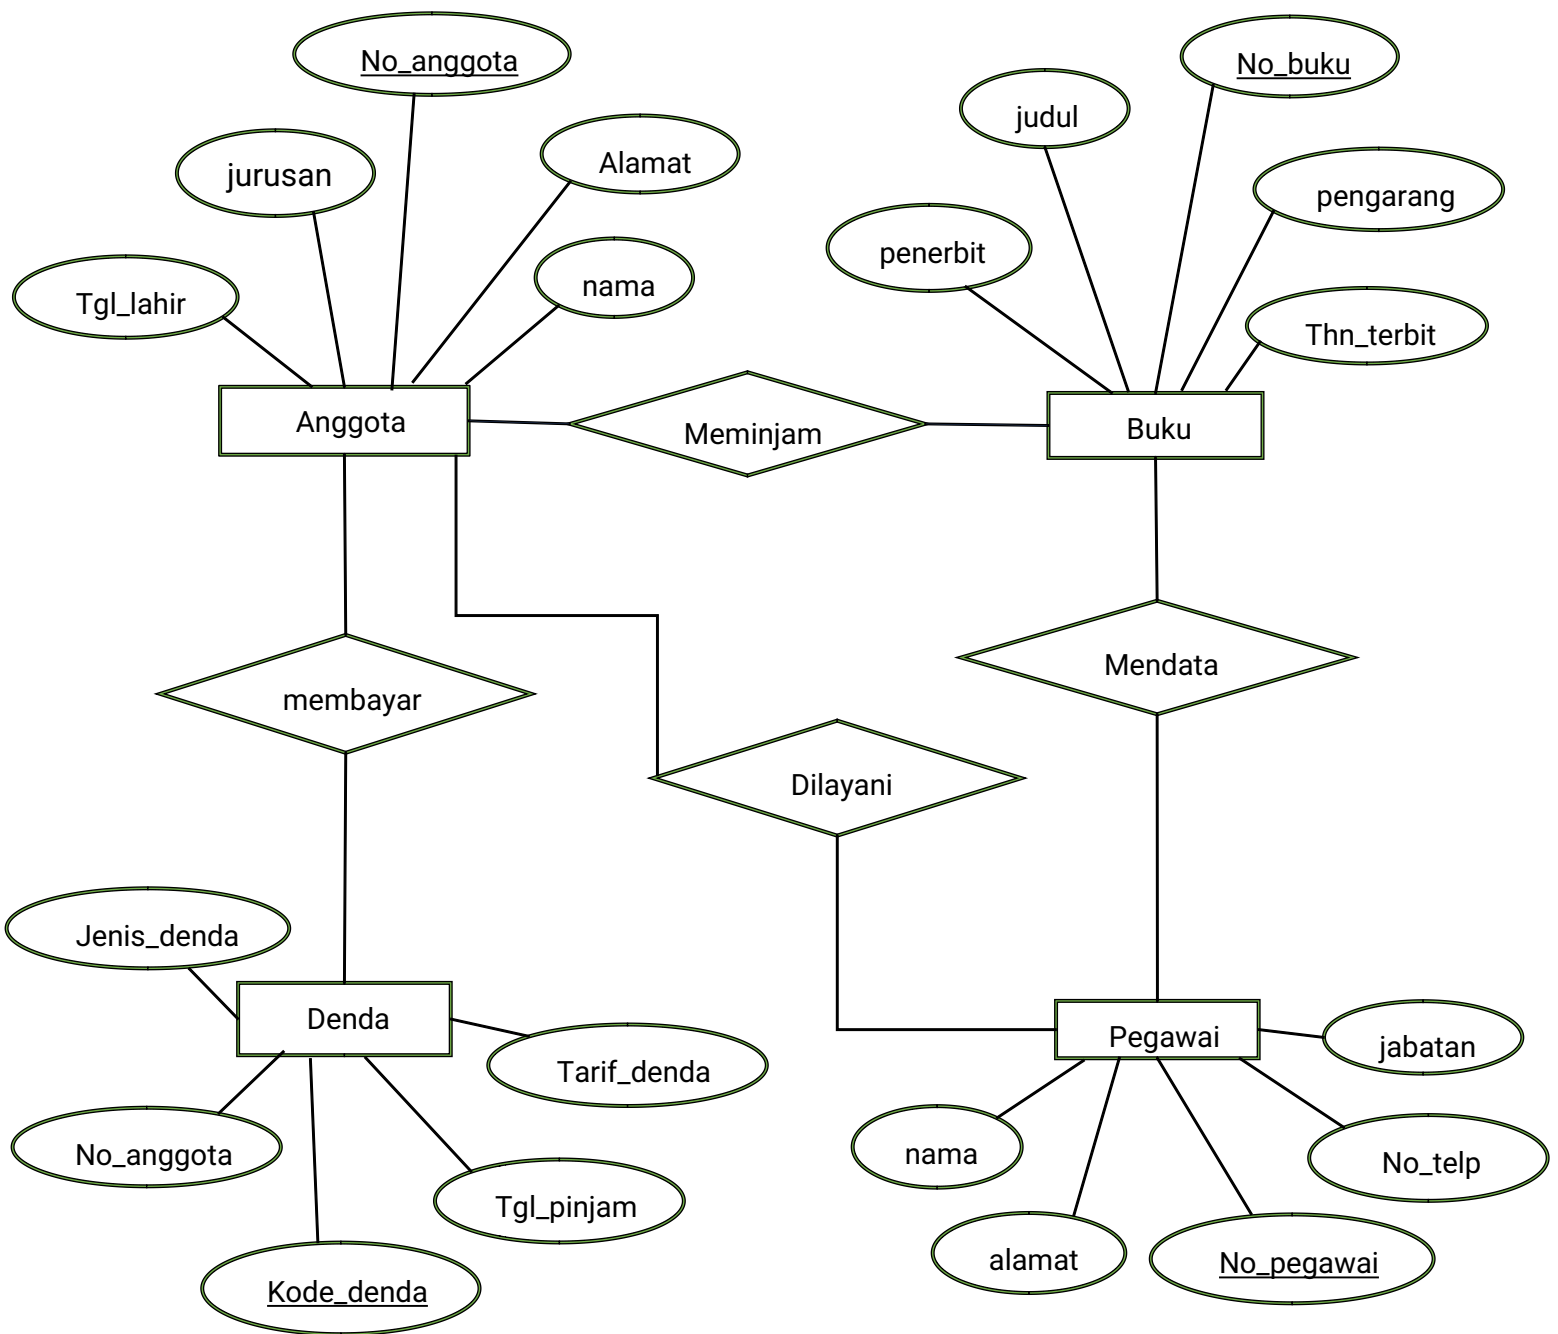 No_anggota
No_buku
judul
Alamat
jurusan
pengarang
penerbit
nama
Tgl_lahir
Thn_terbit
Anggota
Meminjam
Buku
Mendata
membayar
Dilayani
Jenis_denda
Denda
Pegawai
jabatan
Tarif_denda
No_anggota
nama
No_telp
Tgl_pinjam
alamat
No_pegawai
Kode_denda